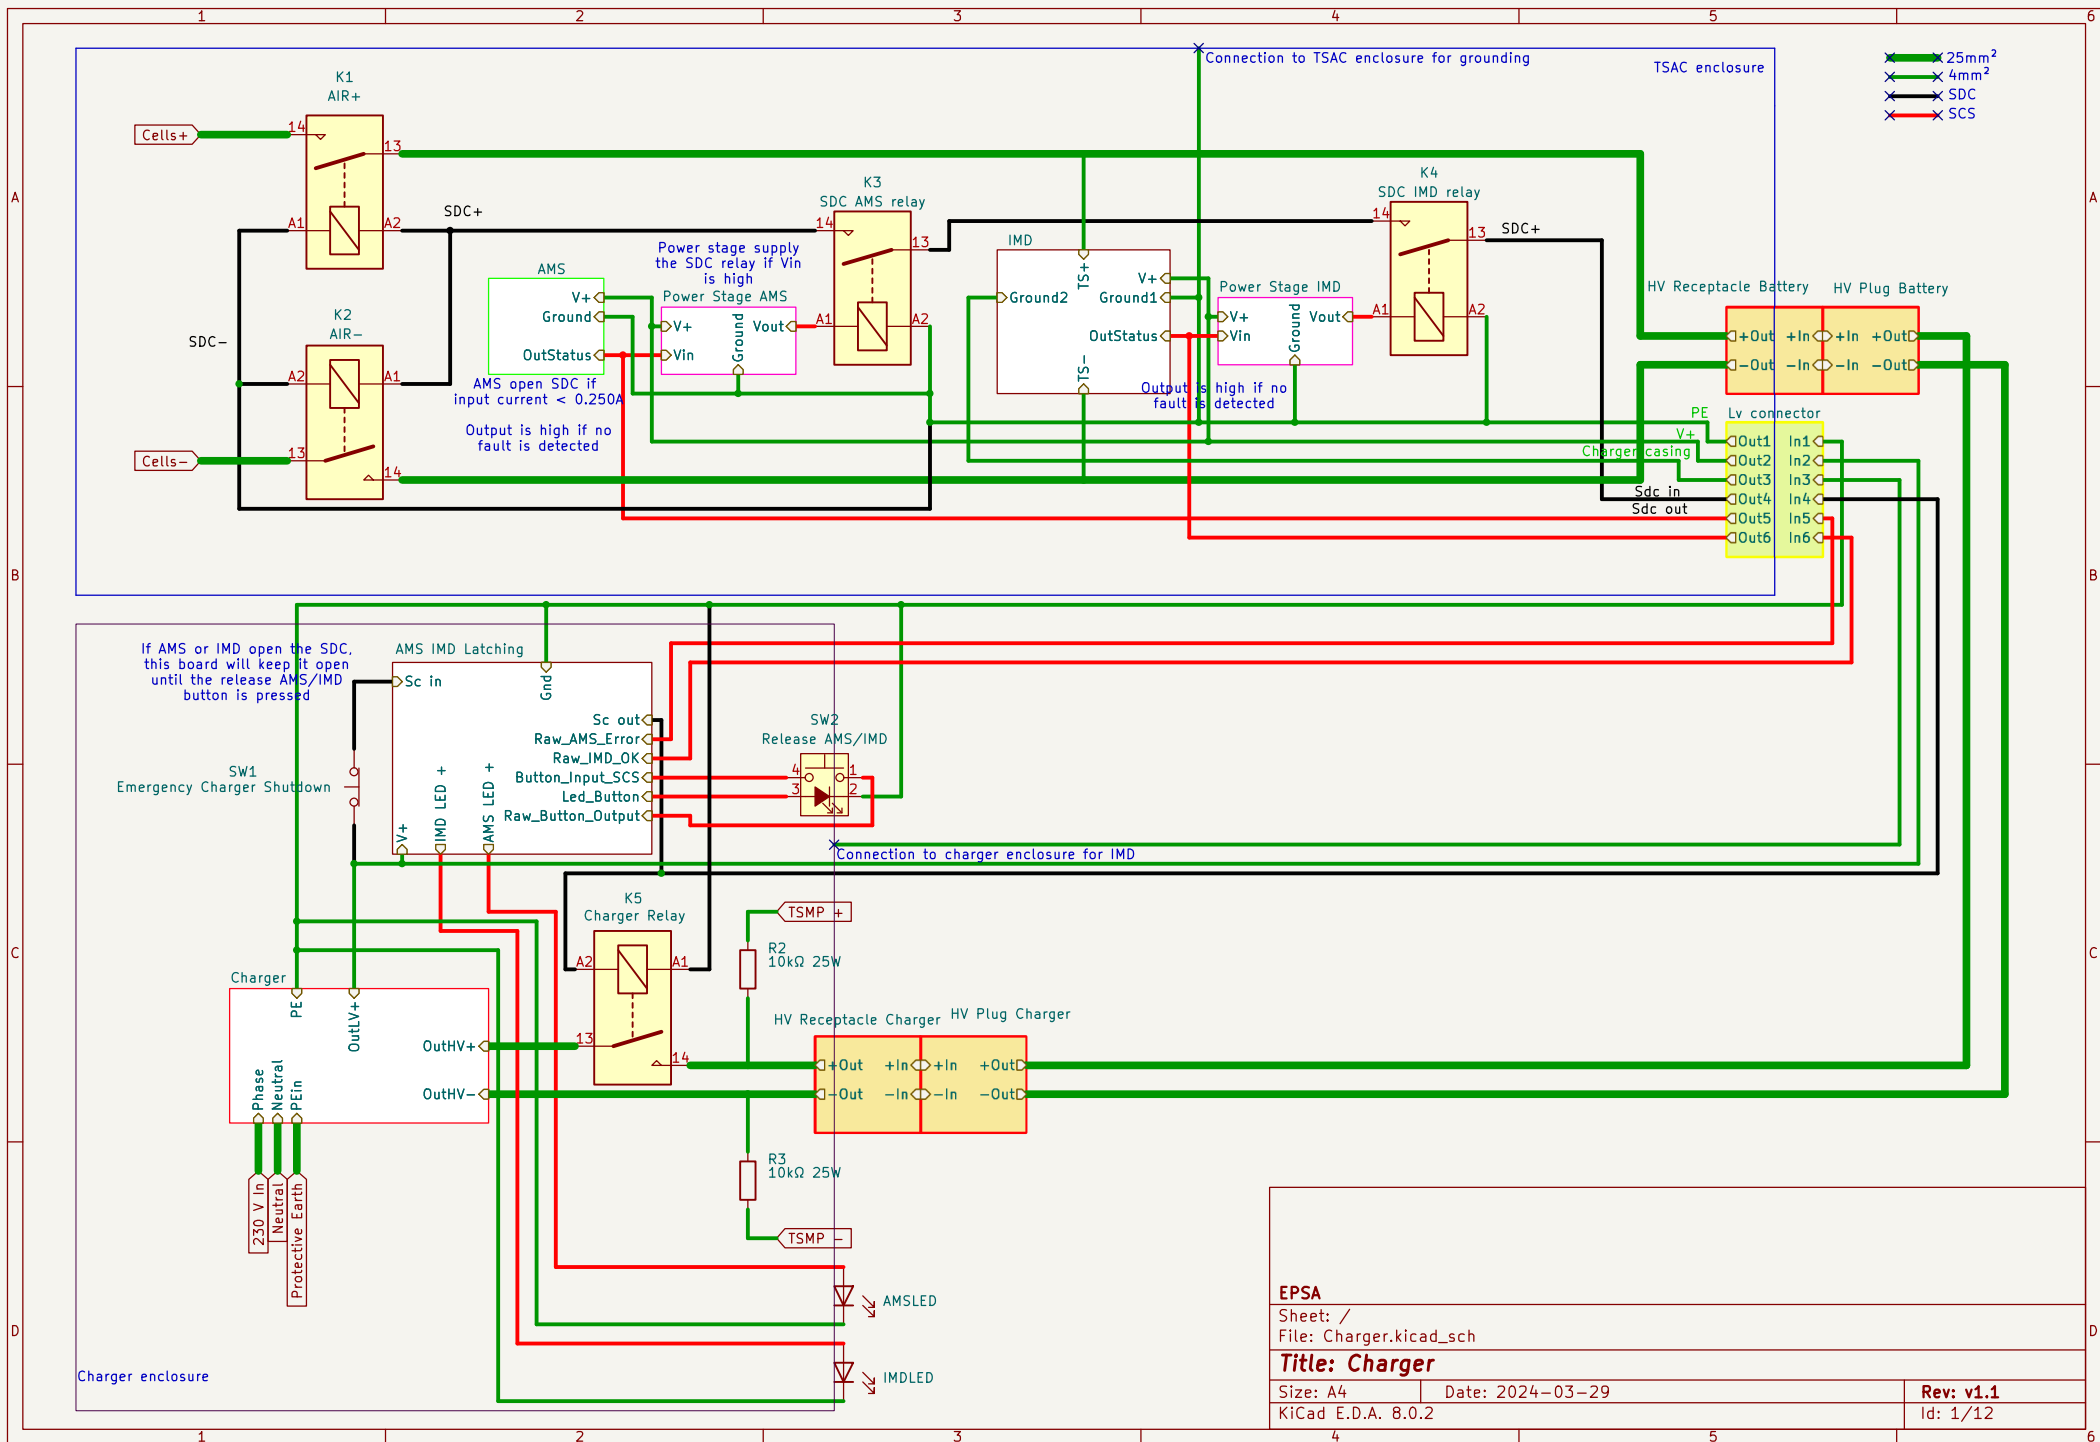 1 2 3 4 5 6
A
B
C
D
Connection to TSAC enclosure for grounding
TSAC enclosure
25mm²
4mm²
SDC
SCS
K1
AIR+
Cells+
14
13
A1
A2
SDC+
K2
AIR-
SDC-
A2
A1
Cells-
13
14
AMS
V+
Ground
OutStatus
AMS open SDC if
input current < 0.250A
Output is high if no
fault is detected
Power stage supply
the SDC relay if Vin
is high
Power Stage AMS
V+
Vin
Ground
Vout
K3
SDC AMS relay
14
13
A1
A2
IMD
TS+
V+
Ground2
Ground1
OutStatus
TS-
Output is high if no
fault is detected
Power Stage IMD
V+
Vin
Ground
Vout
K4
SDC IMD relay
14
13
A1
A2
SDC+
HV Receptacle Battery
HV Plug Battery
+Out +In +In +Out
-Out -In -In -Out
Lv connector
PE
V+
Charger casing
Sdc in
Sdc out
Out1 In1
Out2 In2
Out3 In3
Out4 In4
Out5 In5
Out6 In6
If AMS or IMD open the SDC,
this board will keep it open
until the release AMS/IMD
button is pressed
AMS IMD Latching
Sc in
Gnd
Sc out
Raw_AMS_Error
Raw_IMD_OK
Button_Input_SCS
Led_Button
Raw_Button_Output
V+
IMD LED +
AMS LED +
SW1
Emergency Charger Shutdown
SW2
Release AMS/IMD
4
1
3
2
Connection to charger enclosure for IMD
K5
Charger Relay
A2
A1
13
14
TSMP +
R2
10kΩ 25W
Charger
PE
OutLV+
OutHV+
OutHV-
Phase
Neutral
PEin
230 V In
Neutral
Protective Earth
HV Receptacle Charger
HV Plug Charger
+Out +In +In +Out
-Out -In -In -Out
R3
10kΩ 25W
TSMP -
AMSLED
IMDLED
Charger enclosure
EPSA
Sheet: /
File: Charger.kicad_sch
Title: Charger
Size: A4 Date: 2024-03-29 Rev: v1.1
KiCad E.D.A. 8.0.2 Id: 1/12
A
B
C
D
1 2 3 4 5 6